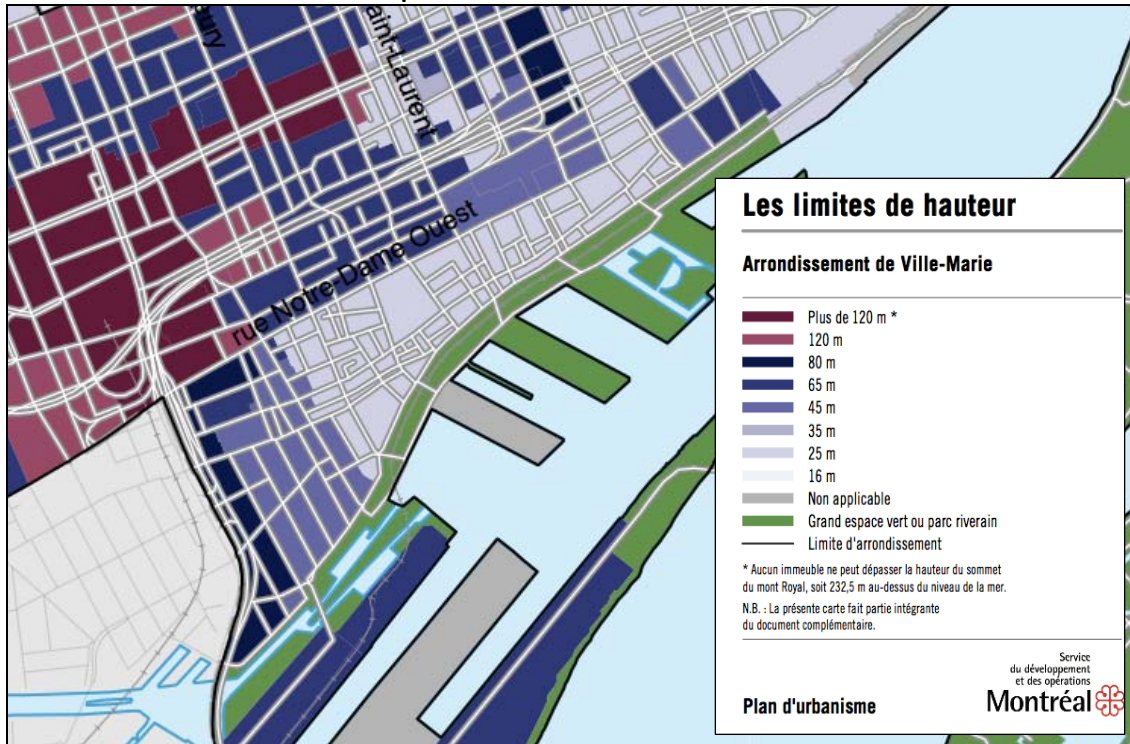 ury
aint-Laurent
rue Notre-Dame Ouest
Les limites de hauteur
Arrondissement de Ville-Marie
Plus de 120 m *
120 m
80 m
65 m
45 m
35 m
25 m
16 m
Non applicable
Grand espace vert ou parc riverain
Limite d'arrondissement
* Aucun immeuble ne peut dépasser la hauteur du sommet
du mont Royal, soit 232,5 m au-dessus du niveau de la mer.
N.B. : La présente carte fait partie intégrante
du document complémentaire.
Service
du développement
et des opérations
Montréal
Plan d'urbanisme